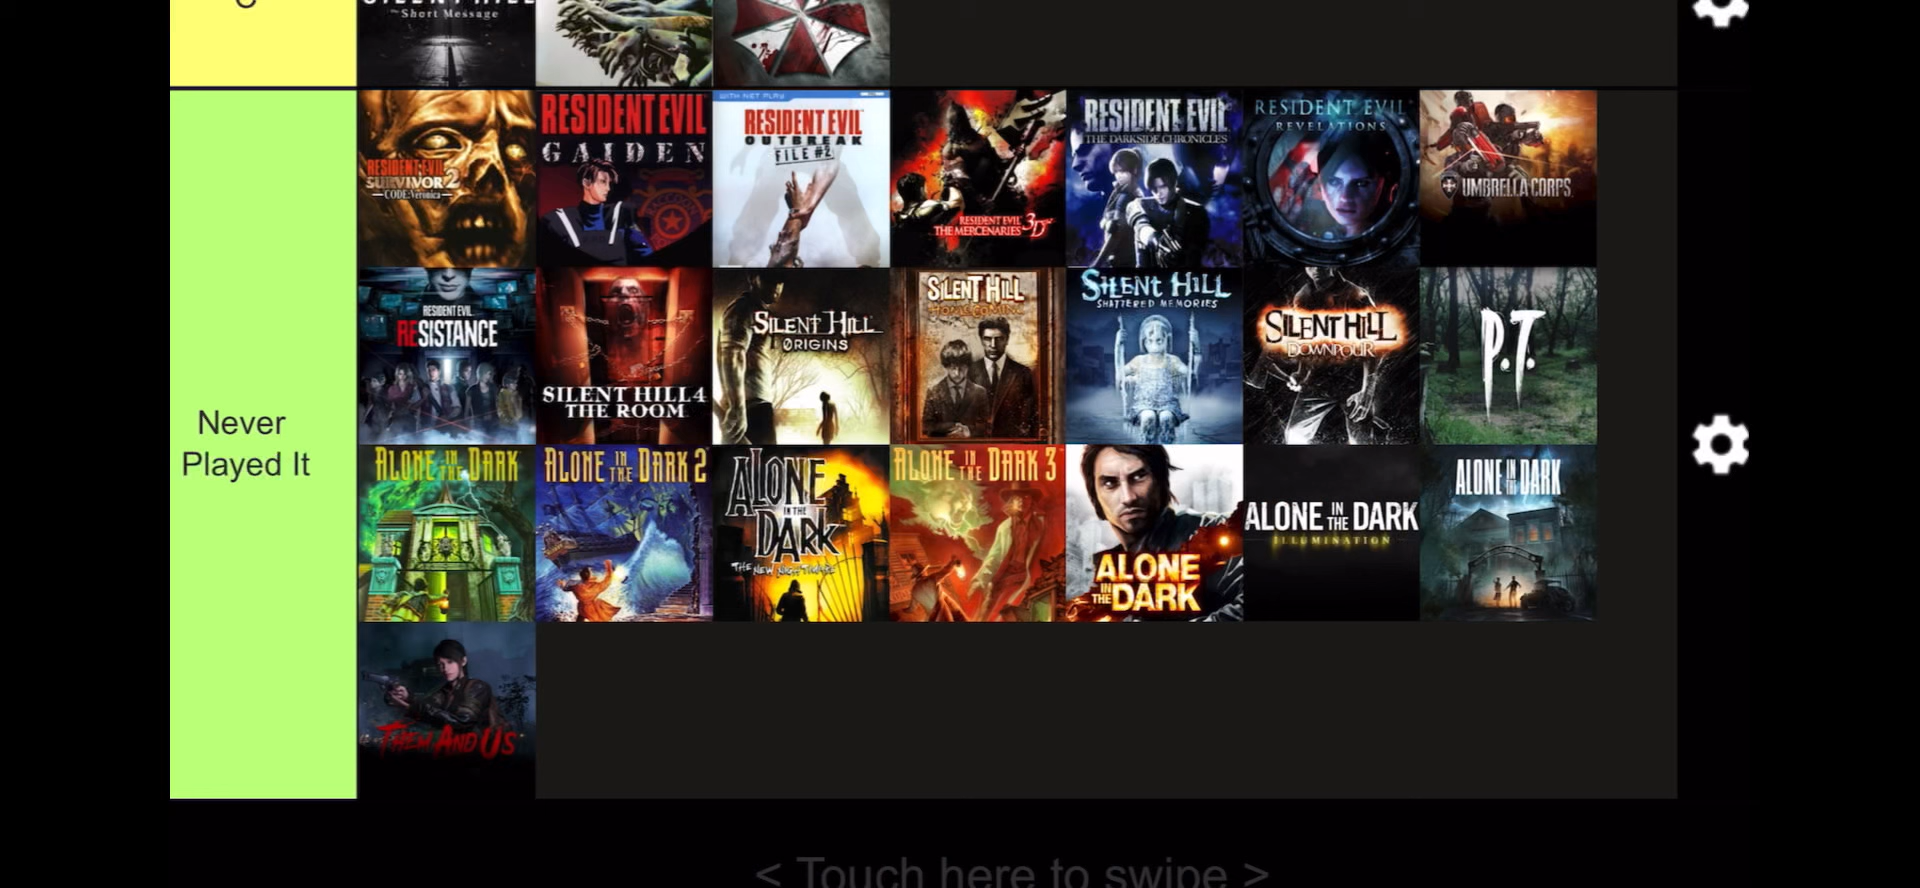 The Short Message
RESIDENT EVIL
SURVIVOR 2
CODE:Veronica
RESIDENT EVIL
GAIDEN
WITH NET PLAY
RESIDENT EVIL
OUTBREAK
FILE #2
RESIDENT EVIL
THE MERCENARIES 3D
RESIDENT EVIL
THE DARKSIDE CHRONICLES
RESIDENT EVIL
REVELATIONS
UMBRELLA CORPS
RESIDENT EVIL
RESISTANCE
SILENT HILL 4
THE ROOM
SILENT HILL
ORIGINS
SILENT HILL
HOMECOMING
SILENT HILL
SHATTERED MEMORIES
SILENT HILL
DOWNPOUR
P.T.
Never
Played It
ALONE IN THE DARK
ALONE IN THE DARK 2
ALONE
IN THE
DARK
THE NEW NIGHTMARE
ALONE IN THE DARK 3
ALONE
IN THE DARK
ALONE IN THE DARK
ILLUMINATION
ALONE IN THE DARK
THEM AND US
< Touch here to swipe >